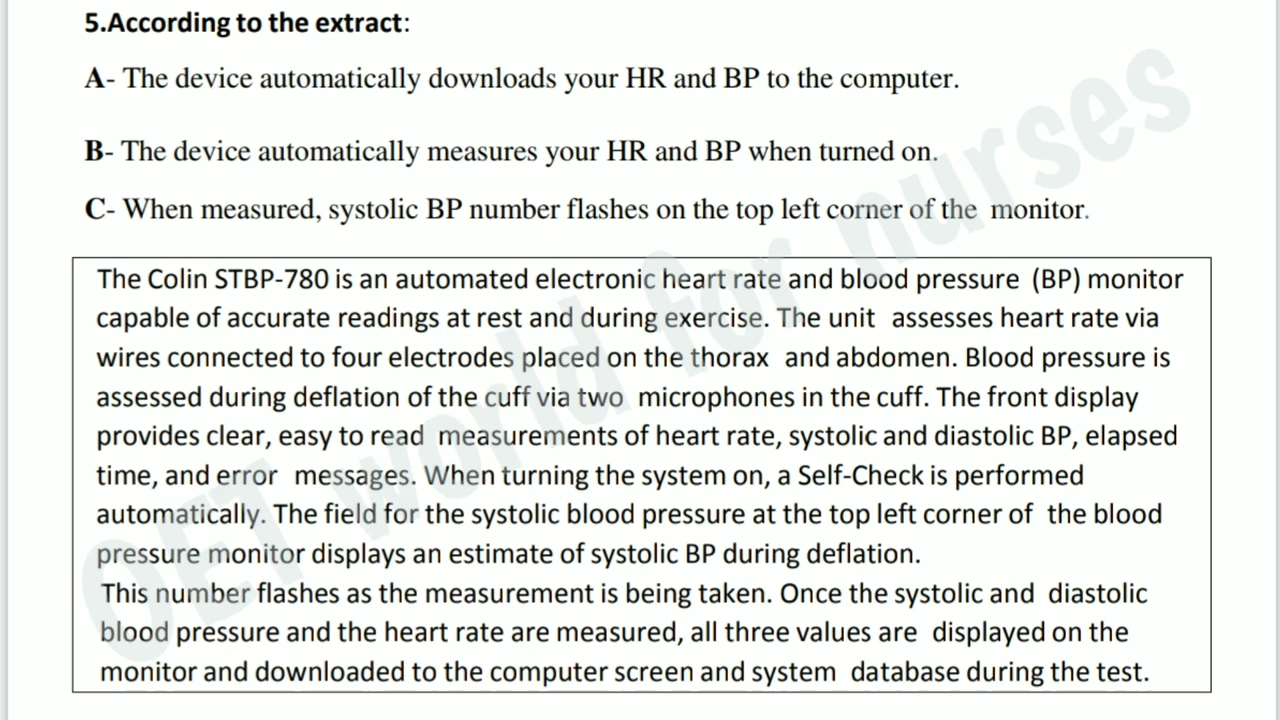 5.According to the extract:
A- The device automatically downloads your HR and BP to the computer.
B- The device automatically measures your HR and BP when turned on.
C- When measured, systolic BP number flashes on the top left corner of the monitor.
The Colin STBP-780 is an automated electronic heart rate and blood pressure (BP) monitor
capable of accurate readings at rest and during exercise. The unit assesses heart rate via
wires connected to four electrodes placed on the thorax and abdomen. Blood pressure is
assessed during deflation of the cuff via two microphones in the cuff. The front display
provides clear, easy to read measurements of heart rate, systolic and diastolic BP, elapsed
time, and error messages. When turning the system on, a Self-Check is performed
automatically. The field for the systolic blood pressure at the top left corner of the blood
pressure monitor displays an estimate of systolic BP during deflation.
This number flashes as the measurement is being taken. Once the systolic and diastolic
blood pressure and the heart rate are measured, all three values are displayed on the
monitor and downloaded to the computer screen and system database during the test.
OET world for nurses